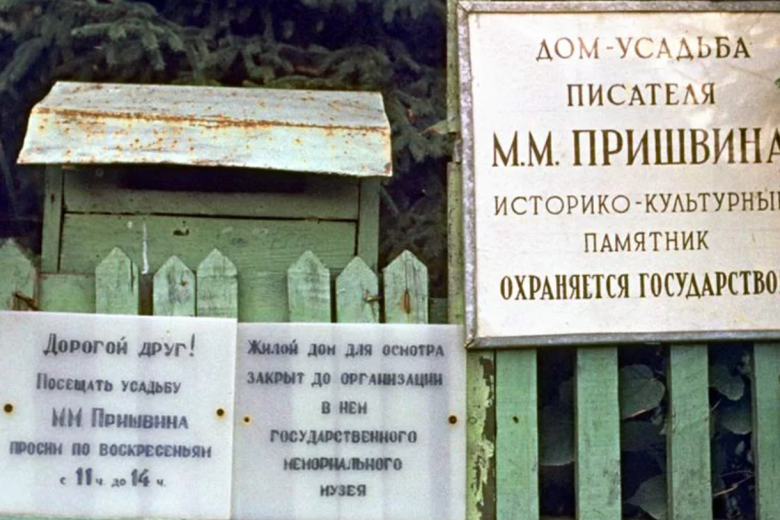 Дорогой друг!
Посещать усадьбу
М М Пришвина
просим по воскресеньям
с 11 ч. до 14 ч.
Жилой дом для осмотра
закрыт до организации
в нем
государственного
мемориального
музея
ДОМ-УСАДЬБА
ПИСАТЕЛЯ
М.М. ПРИШВИНА
ИСТОРИКО-КУЛЬТУРНЫЙ
ПАМЯТНИК
ОХРАНЯЕТСЯ ГОСУДАРСТВО